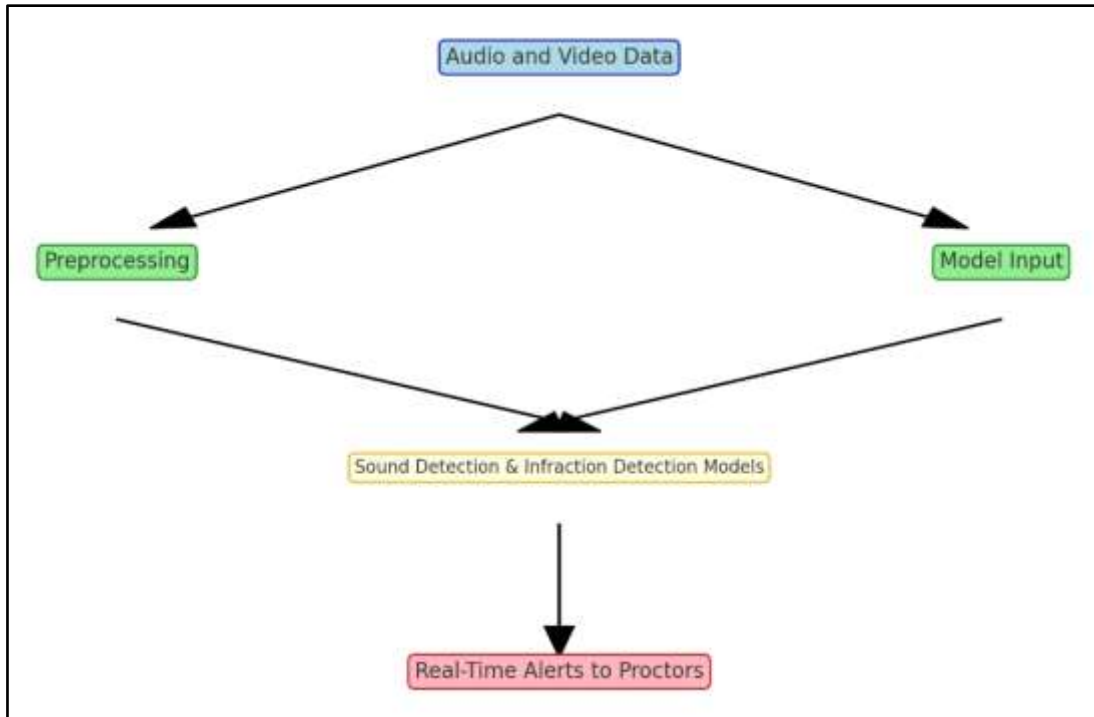 Audio and Video Data
Preprocessing
Model Input
Sound Detection & Infraction Detection Models
Real-Time Alerts to Proctors